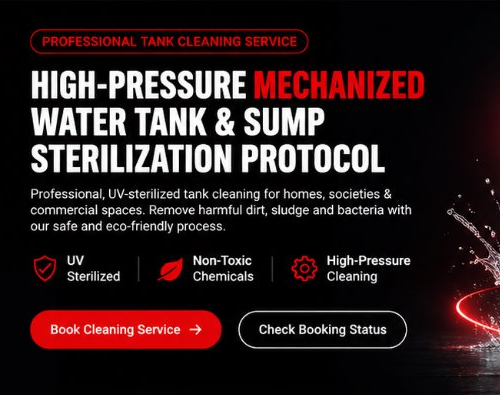 PROFESSIONAL TANK CLEANING SERVICE
HIGH-PRESSURE MECHANIZED
WATER TANK & SUMP
STERILIZATION PROTOCOL
Professional, UV-sterilized tank cleaning for homes, societies &
commercial spaces. Remove harmful dirt, sludge and bacteria with
our safe and eco-friendly process.
UV
Sterilized
Non-Toxic
Chemicals
High-Pressure
Cleaning
Book Cleaning Service →
Check Booking Status